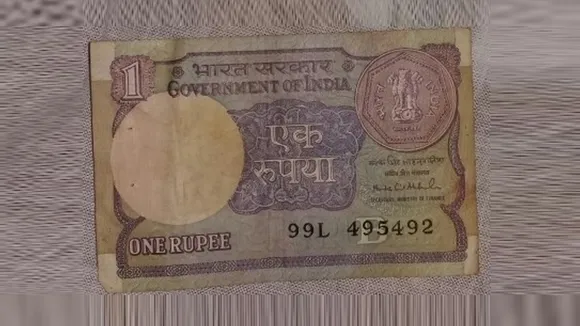 1
भारत सरकार
GOVERNMENT OF INDIA
एक
रुपया
ONE RUPEE
99L 495492
B